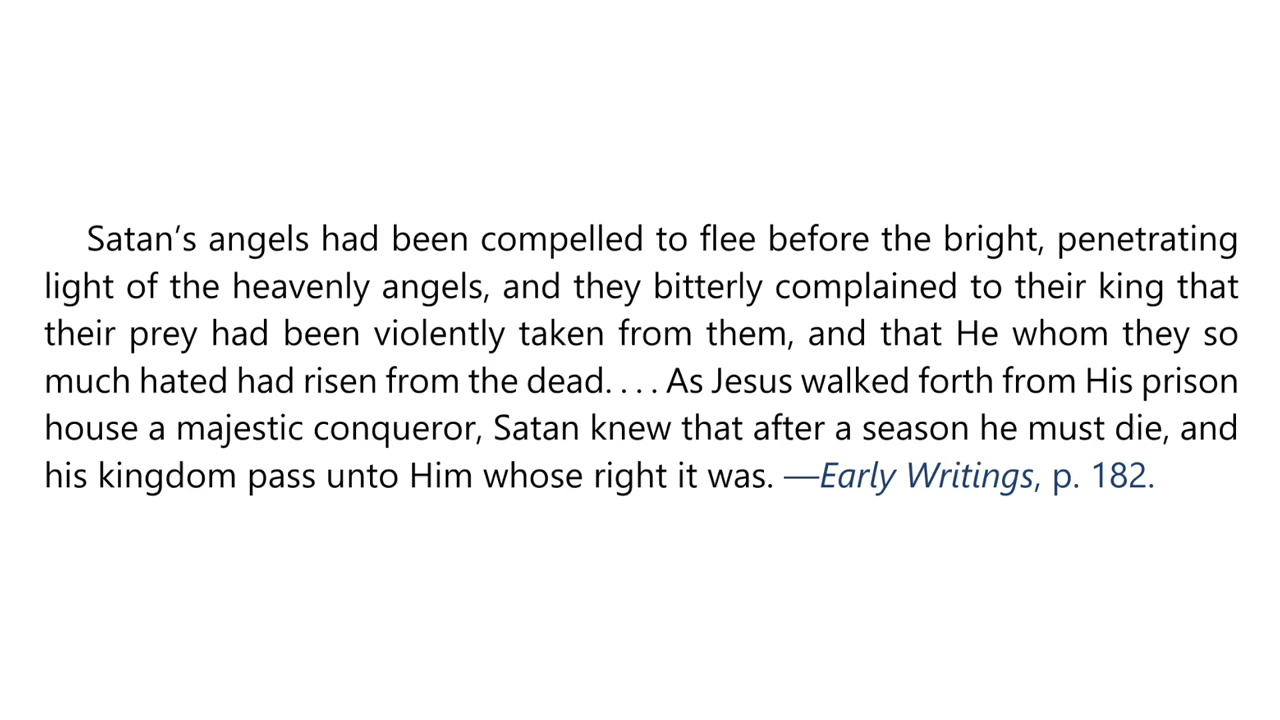 Satan’s angels had been compelled to flee before the bright, penetrating
light of the heavenly angels, and they bitterly complained to their king that
their prey had been violently taken from them, and that He whom they so
much hated had risen from the dead. . . . As Jesus walked forth from His prison
house a majestic conqueror, Satan knew that after a season he must die, and
his kingdom pass unto Him whose right it was. —Early Writings, p. 182.